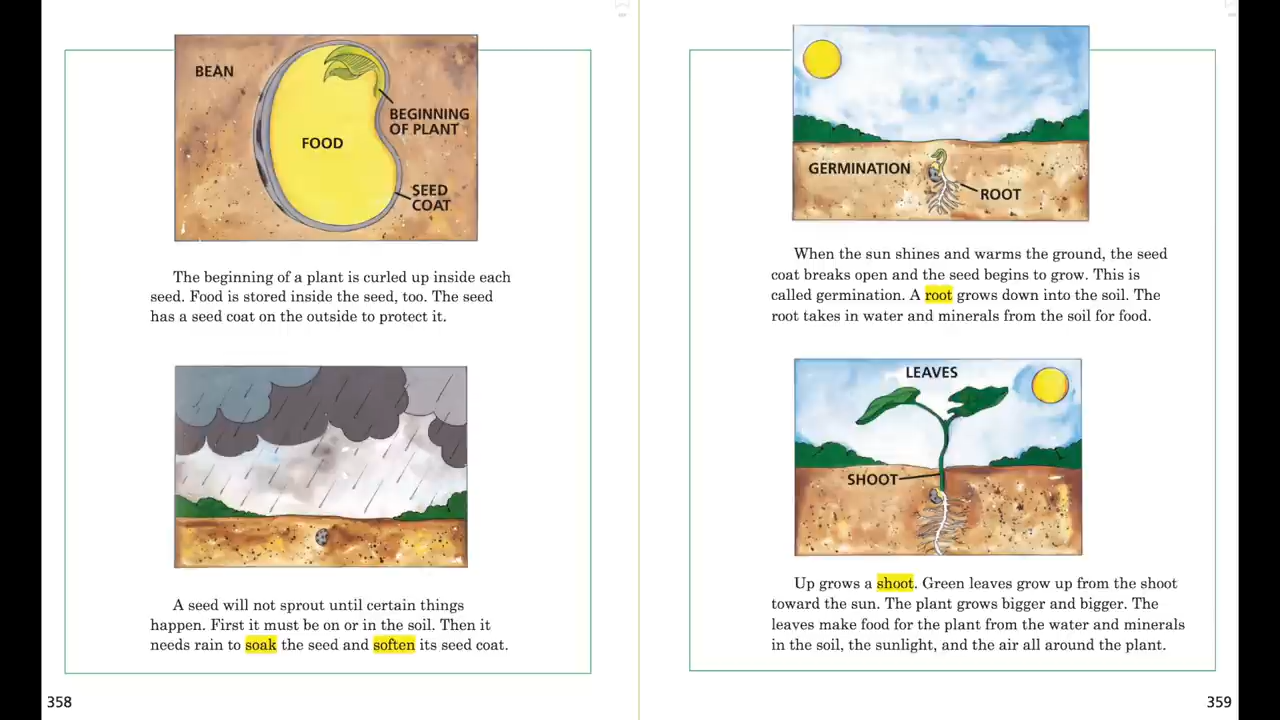 BEAN
BEGINNING
OF PLANT
FOOD
SEED
COAT
The beginning of a plant is curled up inside each
seed. Food is stored inside the seed, too. The seed
has a seed coat on the outside to protect it.
A seed will not sprout until certain things
happen. First it must be on or in the soil. Then it
needs rain to soak the seed and soften its seed coat.
358
GERMINATION
ROOT
When the sun shines and warms the ground, the seed
coat breaks open and the seed begins to grow. This is
called germination. A root grows down into the soil. The
root takes in water and minerals from the soil for food.
LEAVES
SHOOT
Up grows a shoot. Green leaves grow up from the shoot
toward the sun. The plant grows bigger and bigger. The
leaves make food for the plant from the water and minerals
in the soil, the sunlight, and the air all around the plant.
359